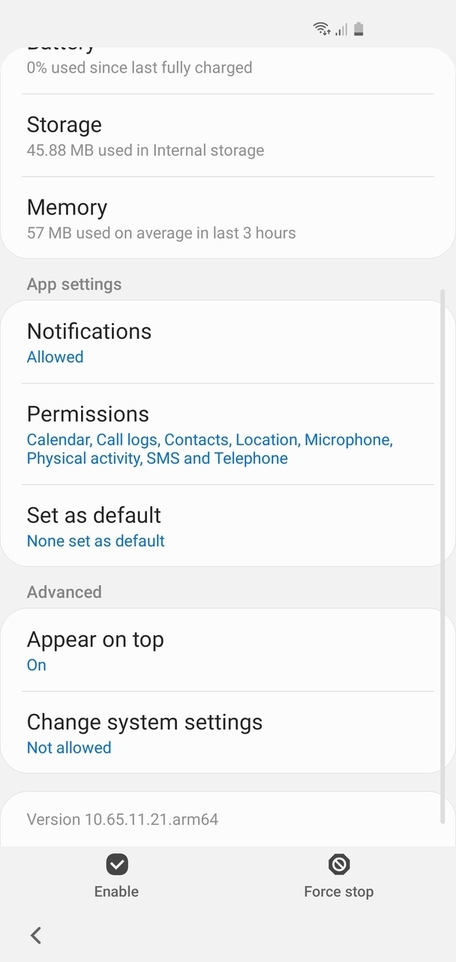 Battery
0% used since last fully charged
Storage
45.88 MB used in Internal storage
Memory
57 MB used on average in last 3 hours
App settings
Notifications
Allowed
Permissions
Calendar, Call logs, Contacts, Location, Microphone,
Physical activity, SMS and Telephone
Set as default
None set as default
Advanced
Appear on top
On
Change system settings
Not allowed
Version 10.65.11.21.arm64
Enable
Force stop